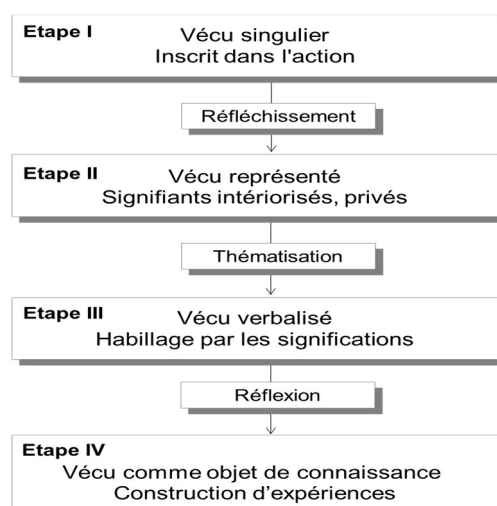 Etape I
Vécu singulier
Inscrit dans l'action
Réfléchissement
Etape II
Vécu représenté
Signifiants intériorisés, privés
Thématisation
Etape III
Vécu verbalisé
Habillage par les significations
Réflexion
Etape IV
Vécu comme objet de connaissance
Construction d’expériences